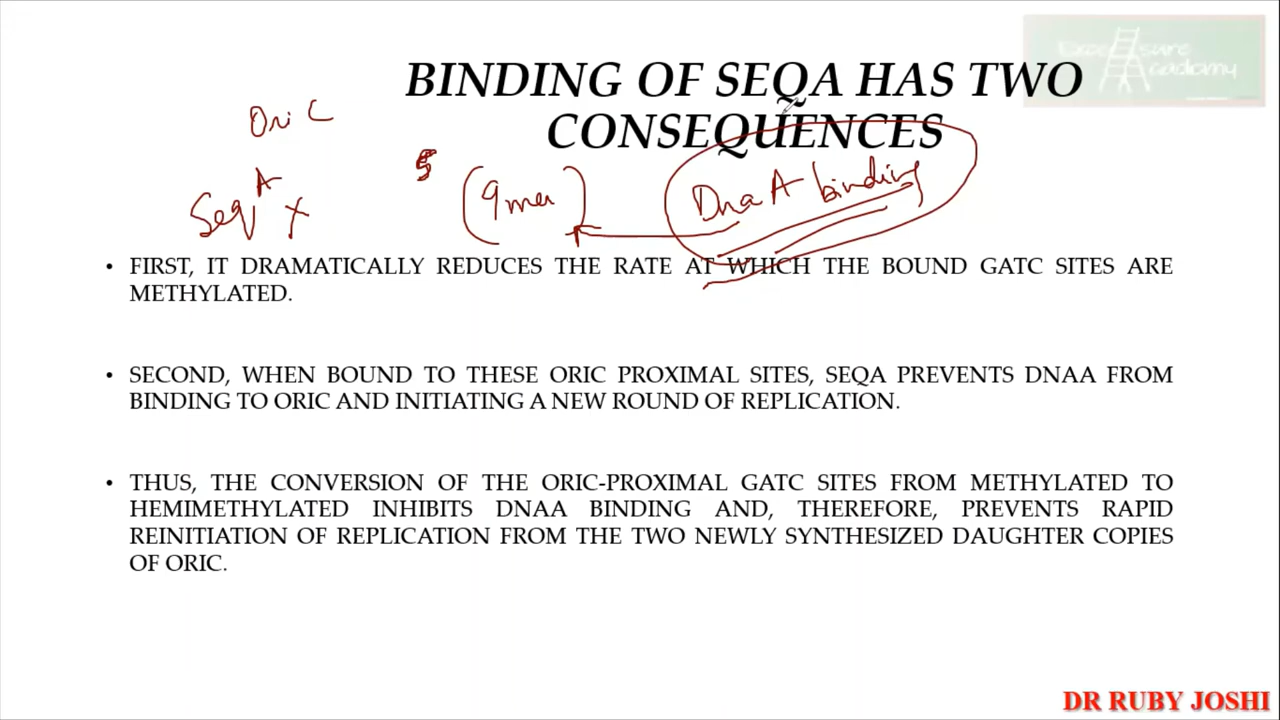 BINDING OF SEQA HAS TWO
CONSEQUENCES
Ori C
5
(9mer)
DnaA binding
SeqA x
• FIRST, IT DRAMATICALLY REDUCES THE RATE AT WHICH THE BOUND GATC SITES ARE
METHYLATED.
• SECOND, WHEN BOUND TO THESE ORIC PROXIMAL SITES, SEQA PREVENTS DNAA FROM
BINDING TO ORIC AND INITIATING A NEW ROUND OF REPLICATION.
• THUS, THE CONVERSION OF THE ORIC-PROXIMAL GATC SITES FROM METHYLATED TO
HEMIMETHYLATED INHIBITS DNAA BINDING AND, THEREFORE, PREVENTS RAPID
REINITIATION OF REPLICATION FROM THE TWO NEWLY SYNTHESIZED DAUGHTER COPIES
OF ORIC.
DR RUBY JOSHI